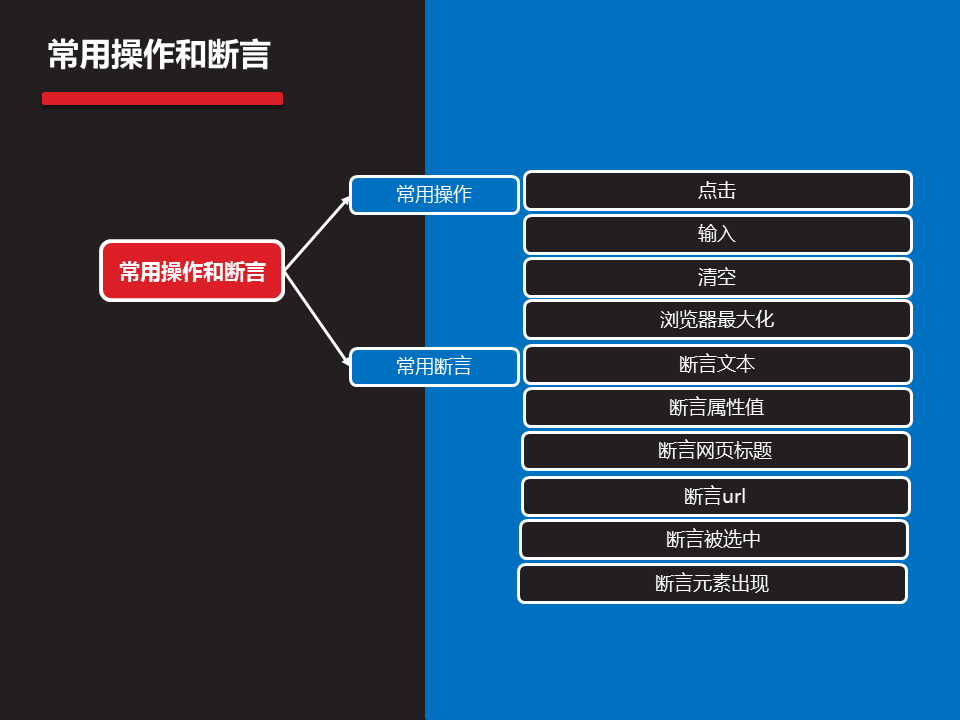 常用操作和断言
常用操作
点击
输入
常用操作和断言
清空
浏览器最大化
常用断言
断言文本
断言属性值
断言网页标题
断言url
断言被选中
断言元素出现